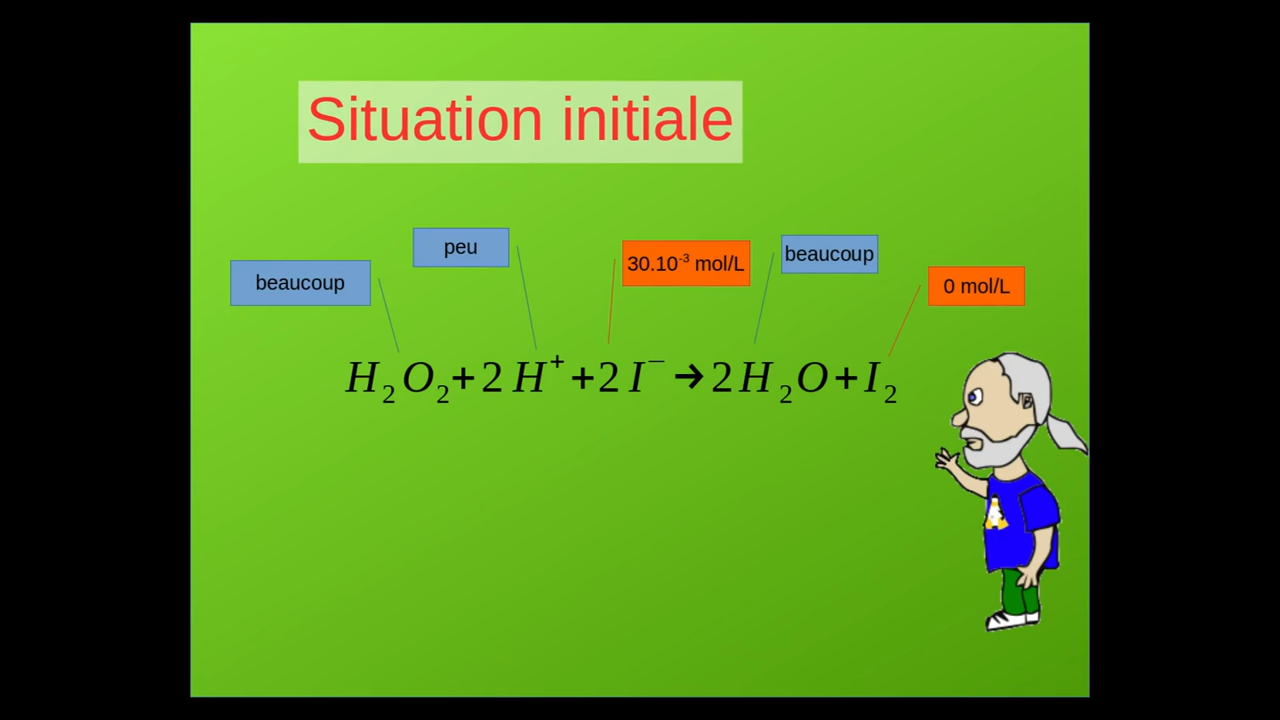 Situation initiale
beaucoup
peu
30.10⁻³ mol/L
beaucoup
0 mol/L
H₂O₂+2H⁺+2I⁻→2H₂O+I₂